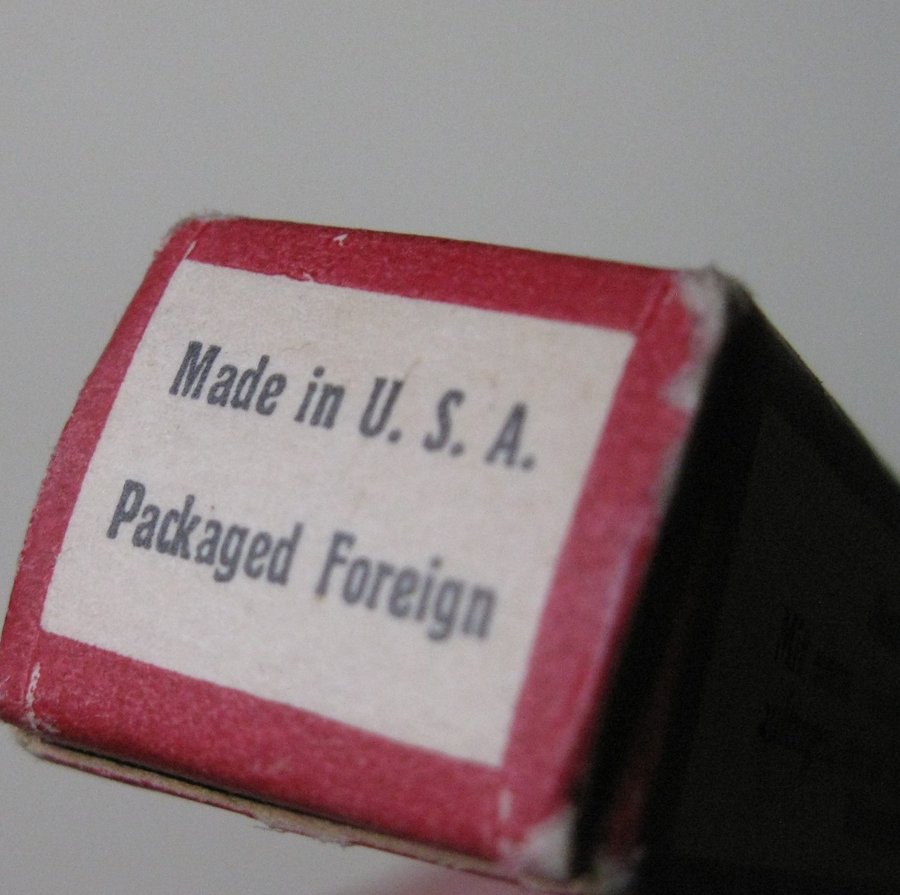 Made in U. S. A.
Packaged Foreign